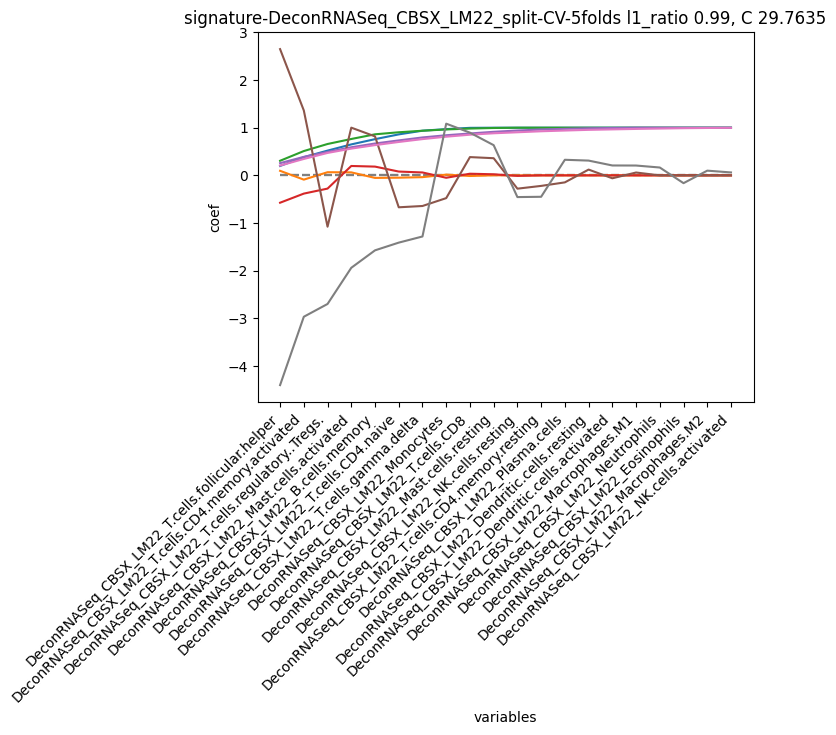 signature-DeconRNASeq_CBSX_LM22_split-CV-5folds l1_ratio 0.99, C 29.7635
3
2
1
0
−1
−2
−3
−4
coef
DeconRNASeq_CBSX_LM22_T.cells.follicular.helper
DeconRNASeq_CBSX_LM22_T.cells.CD4.memory.activated
DeconRNASeq_CBSX_LM22_T.cells.regulatory..Tregs.
DeconRNASeq_CBSX_LM22_Mast.cells.activated
DeconRNASeq_CBSX_LM22_B.cells.memory
DeconRNASeq_CBSX_LM22_T.cells.CD4.naive
DeconRNASeq_CBSX_LM22_T.cells.gamma.delta
DeconRNASeq_CBSX_LM22_Monocytes
DeconRNASeq_CBSX_LM22_T.cells.CD8
DeconRNASeq_CBSX_LM22_Mast.cells.resting
DeconRNASeq_CBSX_LM22_NK.cells.resting
DeconRNASeq_CBSX_LM22_T.cells.CD4.memory.resting
DeconRNASeq_CBSX_LM22_Plasma.cells
DeconRNASeq_CBSX_LM22_Dendritic.cells.resting
DeconRNASeq_CBSX_LM22_Dendritic.cells.activated
DeconRNASeq_CBSX_LM22_Macrophages.M1
DeconRNASeq_CBSX_LM22_Neutrophils
DeconRNASeq_CBSX_LM22_Eosinophils
DeconRNASeq_CBSX_LM22_Macrophages.M2
DeconRNASeq_CBSX_LM22_NK.cells.activated
variables